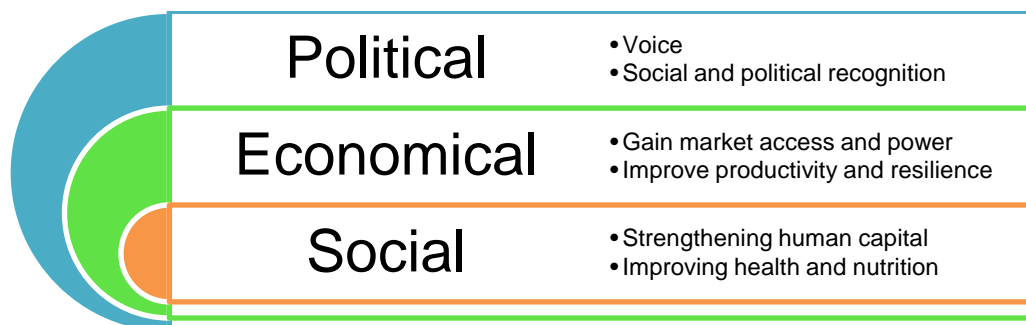 Political
•Voice
•Social and political recognition
Economical
•Gain market access and power
•Improve productivity and resilience
Social
•Strengthening human capital
•Improving health and nutrition